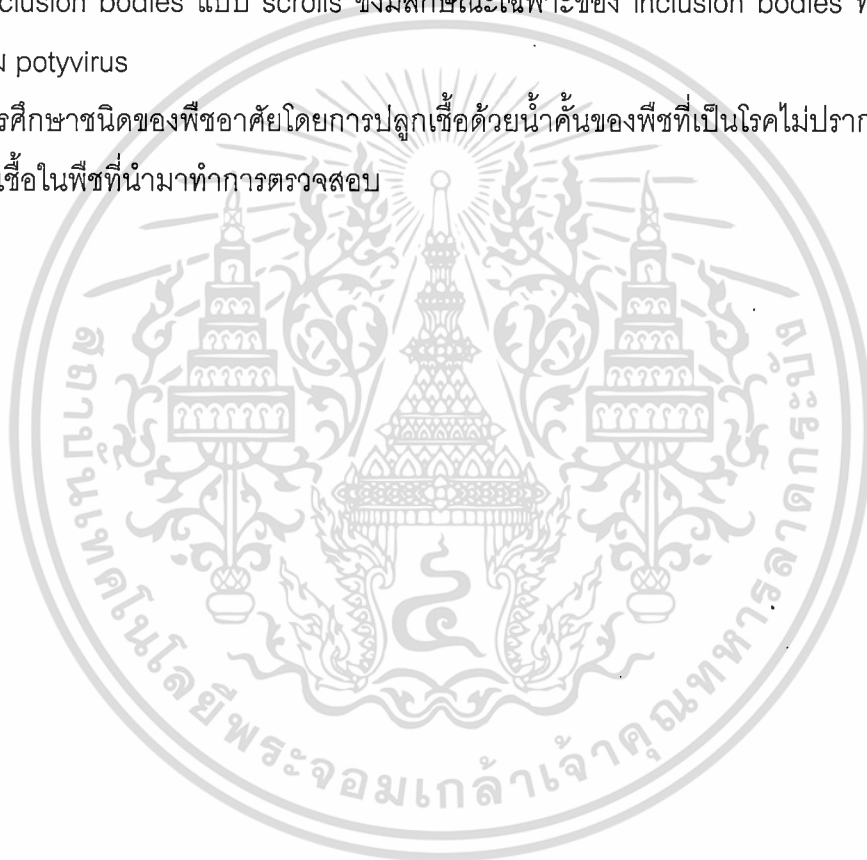 nclusion bodies แบบ scrolls ซึ่งมีลักษณะเฉพาะของ inclusion bodies
potyvirus
รศึกษาชนิดของพืชอาศัยโดยการปลูกเชื้อด้วยน้ำคั้นของพืชที่เป็นโรคไม่ปราก
เชื้อในพืชที่นำมาทำการตรวจสอบ
สถาบันเทคโนโลยีพระจอมเกล้าเจ้าคุณทหารลาดกระบัง